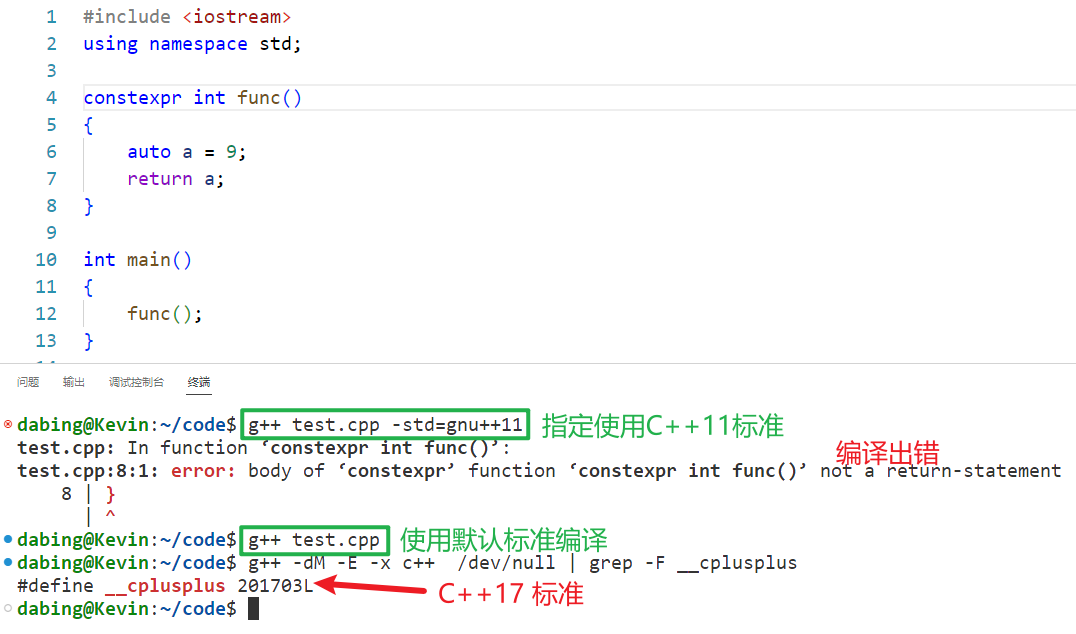 1 #include <iostream>
2 using namespace std;
3
4 constexpr int func()
5 {
6 auto a = 9;
7 return a;
8 }
9
10 int main()
11 {
12 func();
13 }
问题 输出 调试控制台 终端
dabing@Kevin:~/code$ g++ test.cpp -std=gnu++11 指定使用C++11标准
test.cpp: In function ‘constexpr int func()’:
编译出错
test.cpp:8:1: error: body of ‘constexpr’ function ‘constexpr int func()’ not a return-statement
8 | }
| ^
dabing@Kevin:~/code$ g++ test.cpp 使用默认标准编译
dabing@Kevin:~/code$ g++ -dM -E -x c++  /dev/null | grep -F __cplusplus
#define __cplusplus 201703L C++17 标准
dabing@Kevin:~/code$